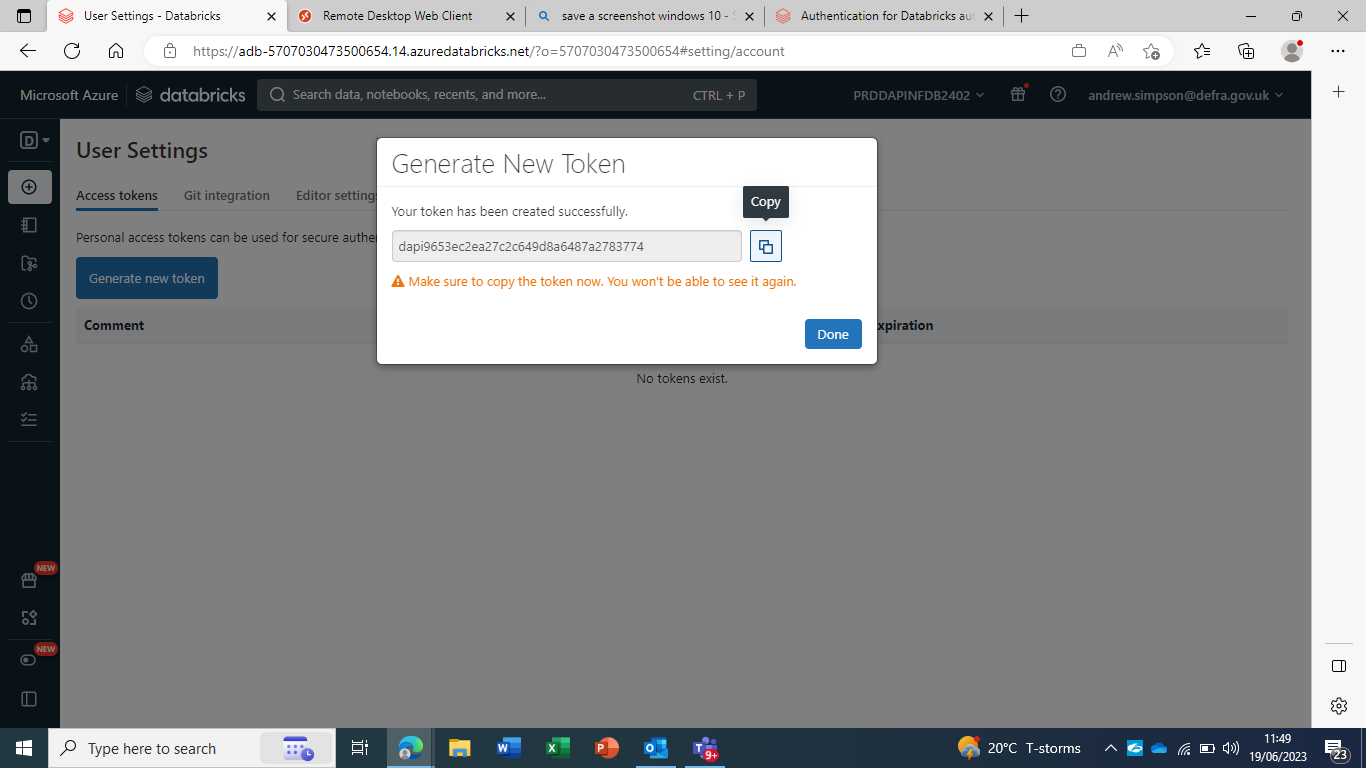 User Settings - Databricks
Remote Desktop Web Client
save a screenshot windows 10 -
Authentication for Databricks au
https://adb-5707030473500654.14.azuredatabricks.net/?o=5707030473500654#setting/account
Microsoft Azure
databricks
Search data, notebooks, recents, and more...
CTRL + P
PRDDAPINFDB2402
andrew.simpson@defra.gov.uk
D
User Settings
Access tokens
Git integration
Editor setting
Personal access tokens can be used for secure authe
Generate new token
Comment
xpiration
No tokens exist.
Generate New Token
Your token has been created successfully.
Copy
dapi9653ec2ea27c2c649d8a6487a2783774
Make sure to copy the token now. You won't be able to see it again.
Done
NEW
NEW
Type here to search
9+
20°C T-storms
11:49
19/06/2023
23